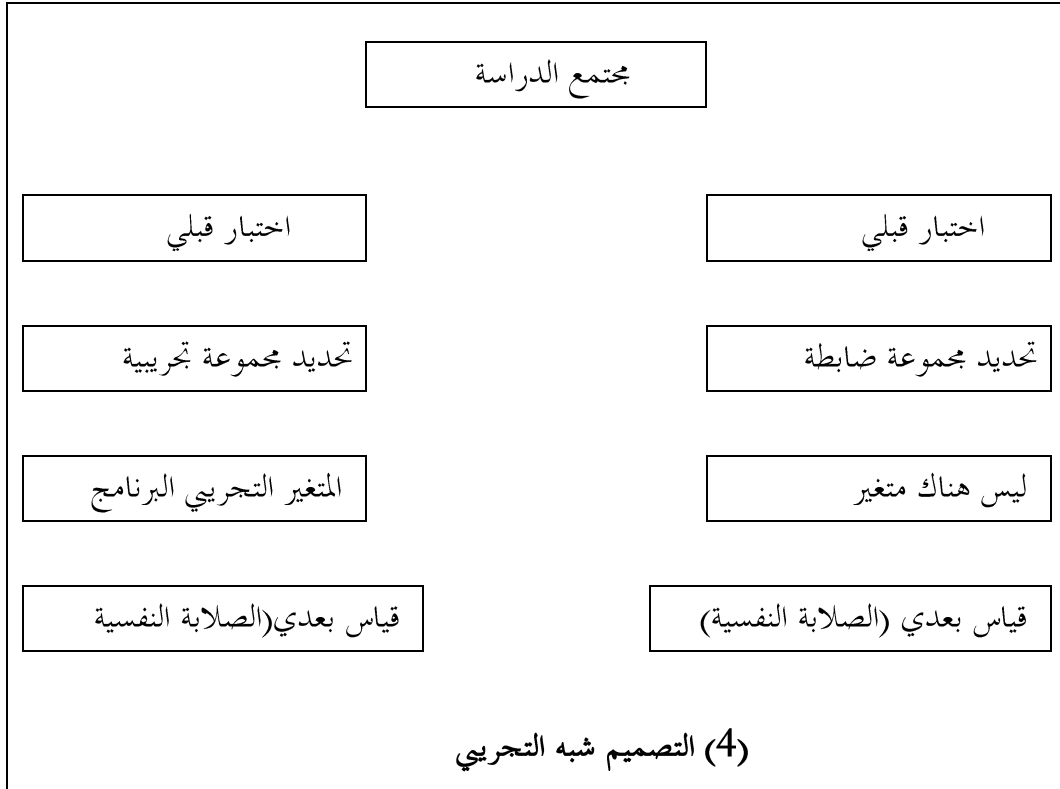 مجتمع الدراسة
اختبار قبلي
اختبار قبلي
تحديد مجموعة ضابطة
تحديد مجموعة تجريبية
ليس هناك متغير
المتغير التجريبي البرنامج
قياس بعدي (الصلابة النفسية)
قياس بعدي(الصلابة النفسية
(4) التصميم شبه التجريبي